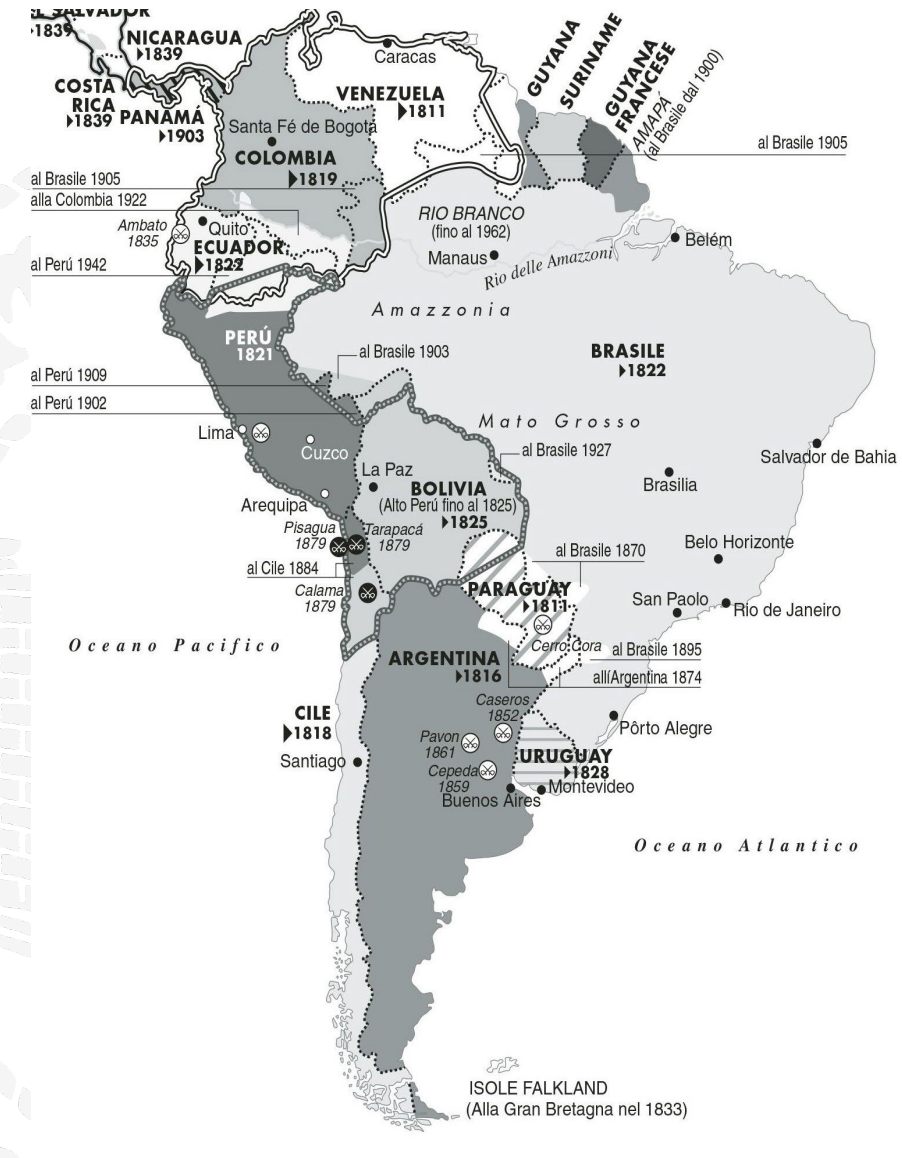 EL SALVADOR
▶1839
NICARAGUA
▶1839
COSTA
RICA
▶1839
PANAMÁ
▶1903
Caracas
VENEZUELA
▶1811
GUYANA
SURINAME
GUYANA
FRANCESE
AMAPÁ
(al Brasile dal 1900)
Santa Fé de Bogotá
COLOMBIA
▶1819
al Brasile 1905
al Brasile 1905
alla Colombia 1922
Ambato
1835
Quito
ECUADOR
▶1822
al Perú 1942
RIO BRANCO
(fino al 1962)
Manaus
Rio delle Amazzoni
Belém
Amazzonia
PERÚ
1821
BRASILE
▶1822
al Brasile 1903
al Perú 1909
al Perú 1902
Mato Grosso
Lima
Cuzco
al Brasile 1927
Salvador de Bahia
La Paz
Brasilia
BOLIVIA
(Alto Perú fino al 1825)
▶1825
Arequipa
Pisagua
1879
Tarapacá
1879
al Brasile 1870
Belo Horizonte
al Cile 1884
Calama
1879
PARAGUAY
▶1811
San Paolo
Rio de Janeiro
Oceano Pacifico
Cerro Cora
al Brasile 1895
ARGENTINA
▶1816
allíArgentina 1874
Caseros
1852
CILE
▶1818
Pôrto Alegre
Pavon
1861
Santiago
Cepeda
1859
URUGUAY
▶1828
Buenos Aires
Montevideo
Oceano Atlantico
ISOLE FALKLAND
(Alla Gran Bretagna nel 1833)